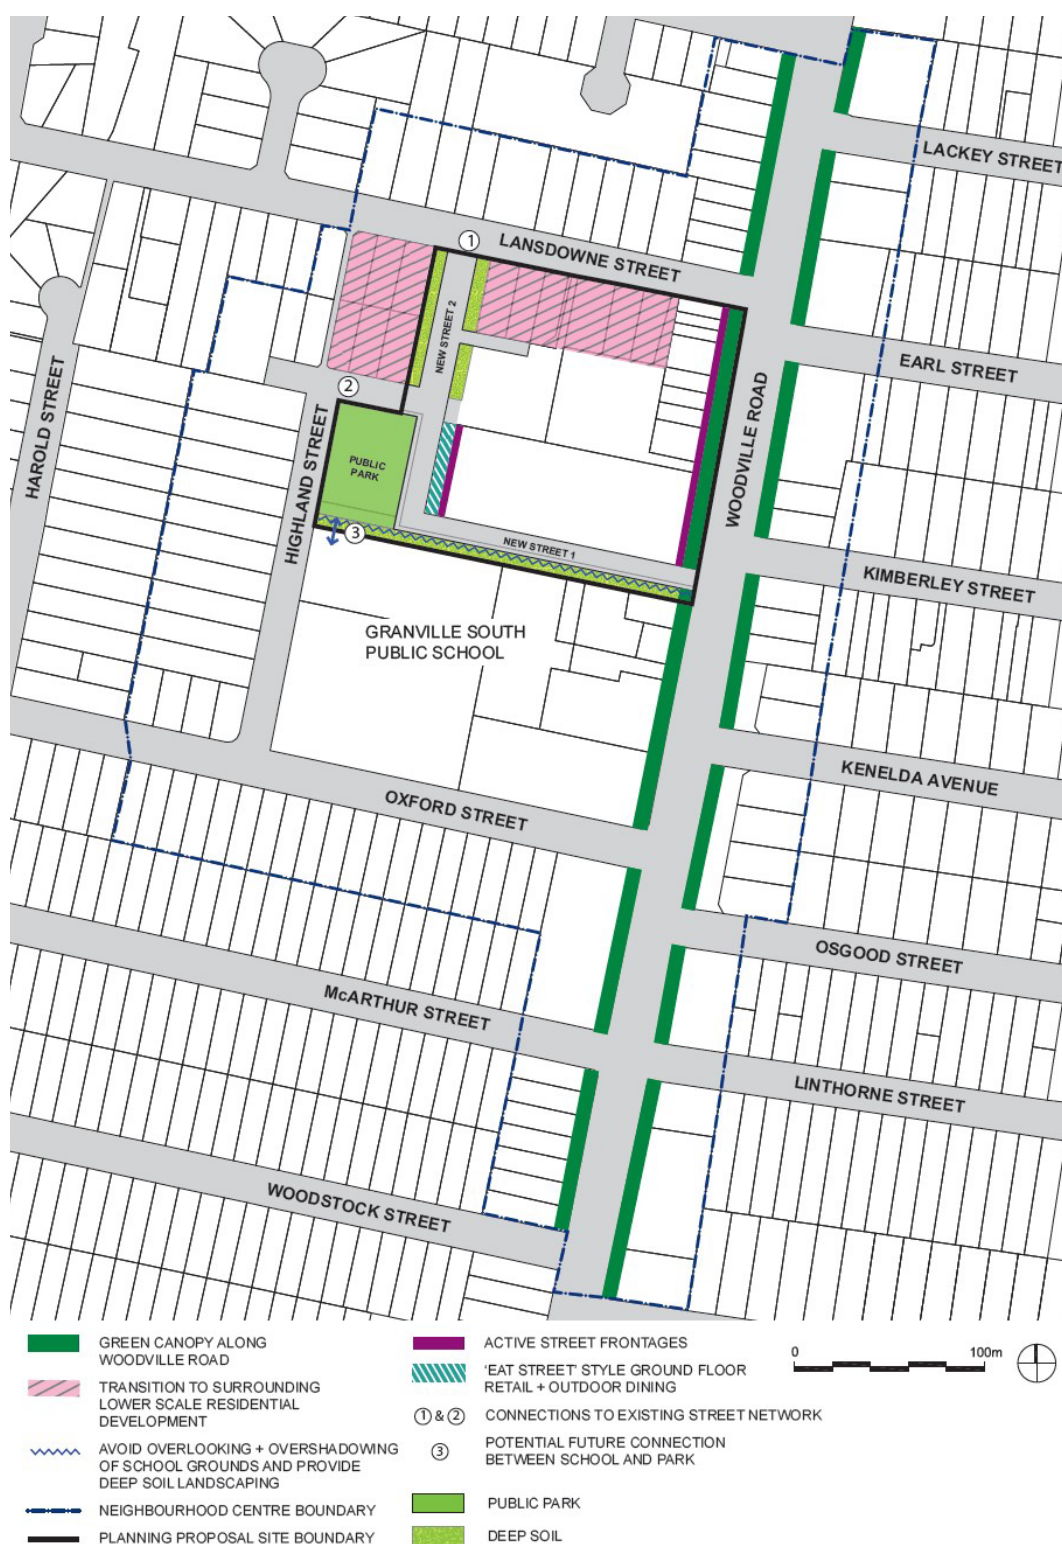 LACKEY STREET
1
LANSDOWNE STREET
NEW STREET 2
EARL STREET
2
HAROLD STREET
HIGHLAND STREET
PUBLIC
PARK
WOODVILLE ROAD
3
NEW STREET 1
KIMBERLEY STREET
GRANVILLE SOUTH
PUBLIC SCHOOL
KENELDA AVENUE
OXFORD STREET
OSGOOD STREET
McARTHUR STREET
LINTHORNE STREET
WOODSTOCK STREET
GREEN CANOPY ALONG
WOODVILLE ROAD
TRANSITION TO SURROUNDING
LOWER SCALE RESIDENTIAL
DEVELOPMENT
AVOID OVERLOOKING + OVERSHADOWING
OF SCHOOL GROUNDS AND PROVIDE
DEEP SOIL LANDSCAPING
NEIGHBOURHOOD CENTRE BOUNDARY
PLANNING PROPOSAL SITE BOUNDARY
ACTIVE STREET FRONTAGES
'EAT STREET' STYLE GROUND FLOOR
RETAIL + OUTDOOR DINING
1 & 2 CONNECTIONS TO EXISTING STREET NETWORK
3 POTENTIAL FUTURE CONNECTION
BETWEEN SCHOOL AND PARK
PUBLIC PARK
DEEP SOIL
0 100m